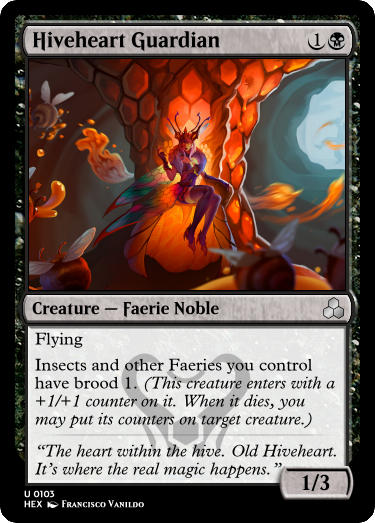 Hiveheart Guardian 1
Creature — Faerie Noble
Flying
Insects and other Faeries you control
have brood 1. (This creature enters with a
+1/+1 counter on it. When it dies, you
may put its counters on target creature.)
“The heart within the hive. Old Hiveheart.
It’s where the real magic happens.”
1/3
U 0103
HEX Francisco Vanildo